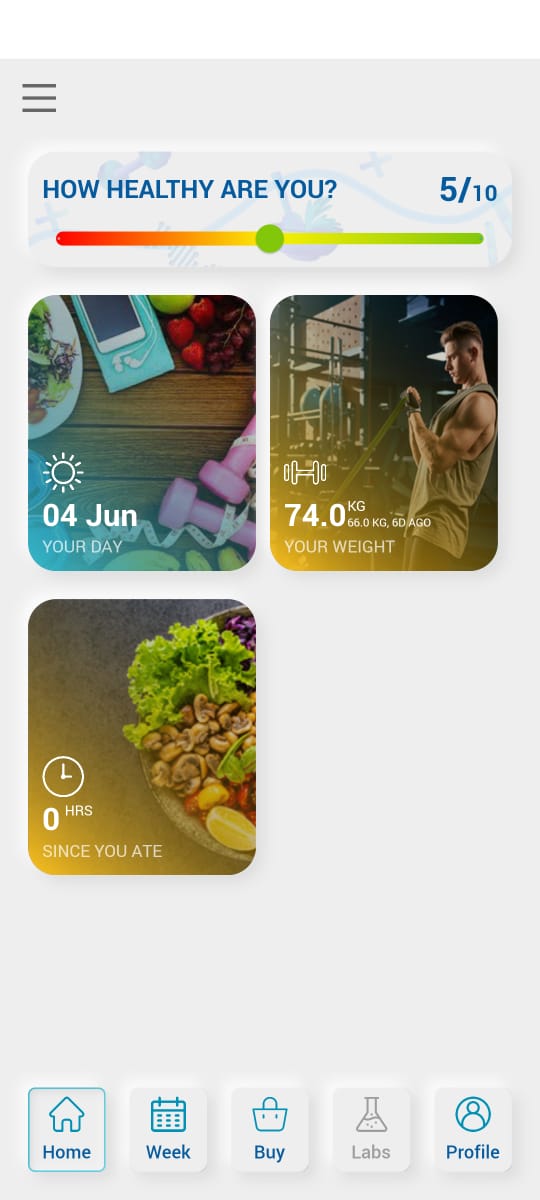 HOW HEALTHY ARE YOU? 5/10
04 Jun
YOUR DAY
74.0 KG
66.0 KG, 6D AGO
YOUR WEIGHT
0 HRS
SINCE YOU ATE
Home Week Buy Labs Profile